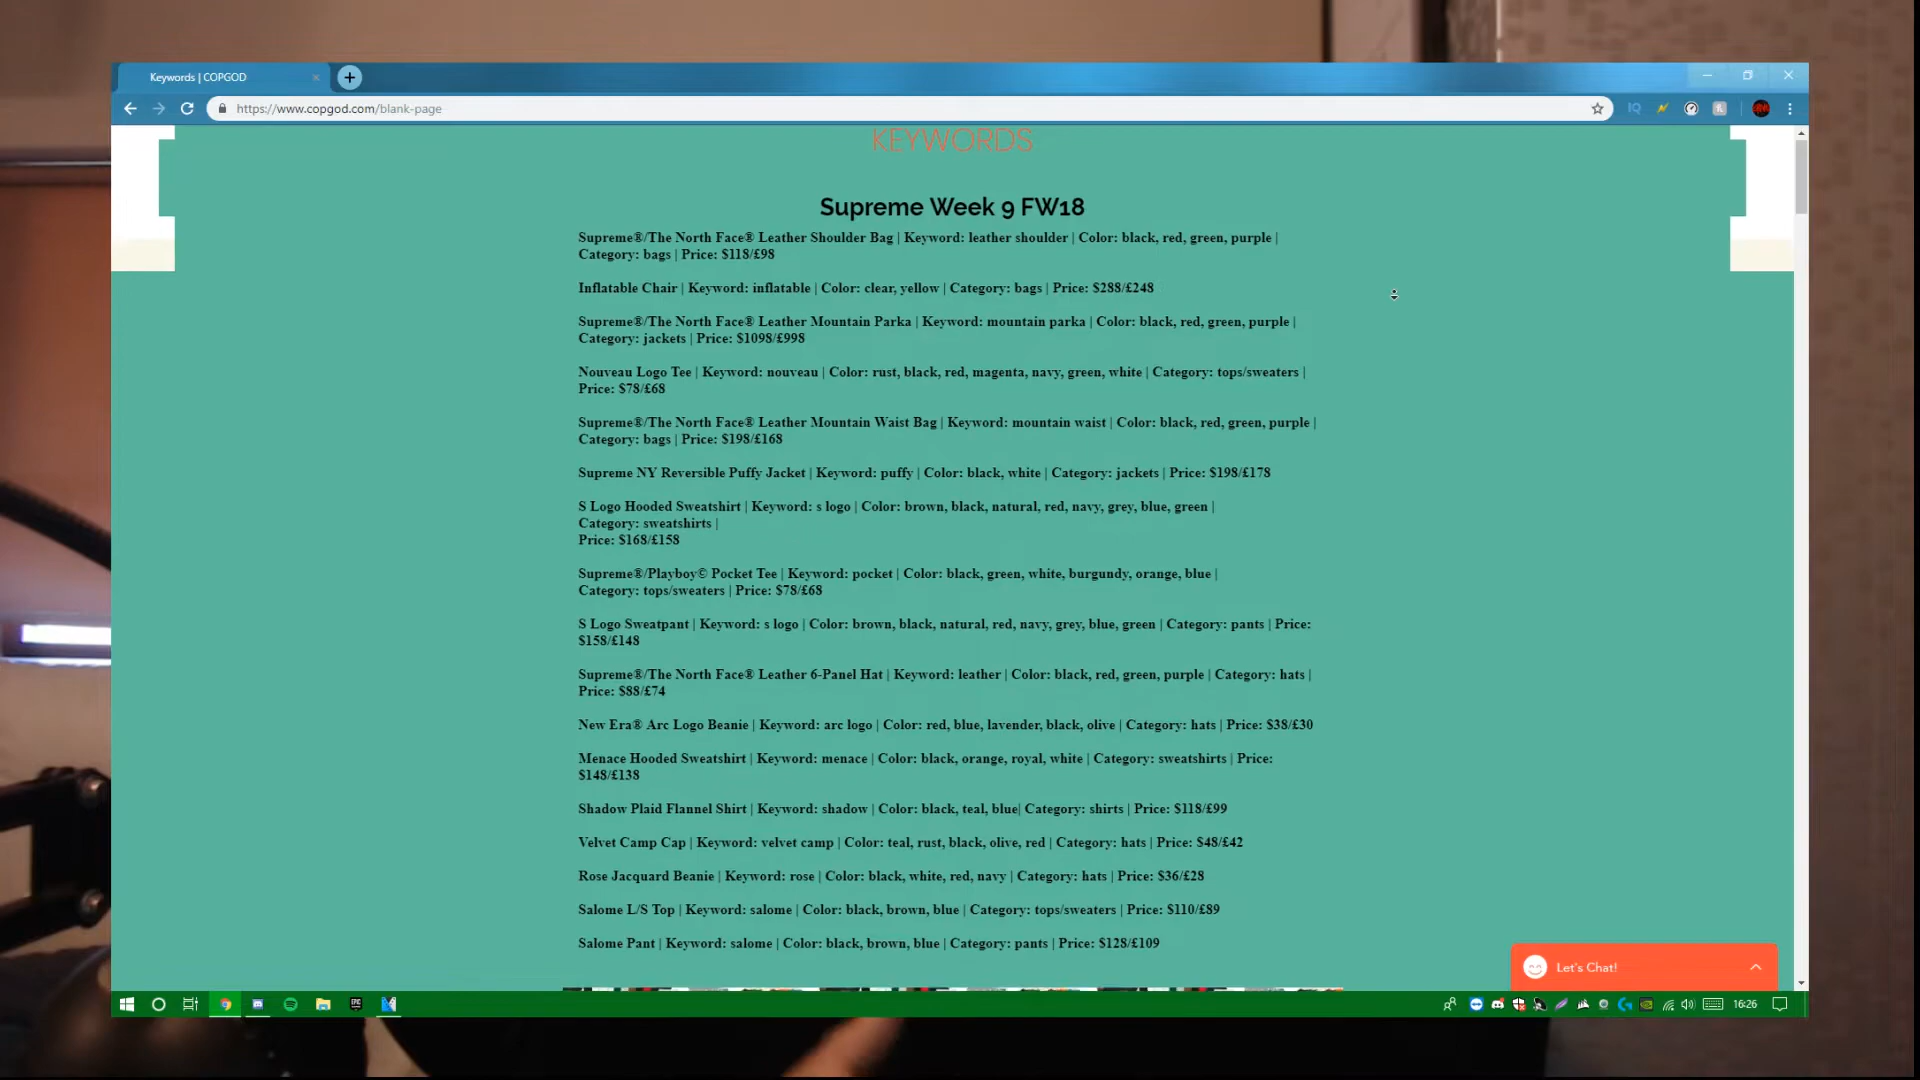 Keywords | COPGOD
https://www.copgod.com/blank-page
KEYWORDS
Supreme Week 9 FW18
Supreme®/The North Face® Leather Shoulder Bag | Keyword: leather shoulder | Color: black, red, green, purple |
Category: bags | Price: $118/£98
Inflatable Chair | Keyword: inflatable | Color: clear, yellow | Category: bags | Price: $288/£248
Supreme®/The North Face® Leather Mountain Parka | Keyword: mountain parka | Color: black, red, green, purple |
Category: jackets | Price: $1098/£998
Nouveau Logo Tee | Keyword: nouveau | Color: rust, black, red, magenta, navy, green, white | Category: tops/sweaters |
Price: $78/£68
Supreme®/The North Face® Leather Mountain Waist Bag | Keyword: mountain waist | Color: black, red, green, purple |
Category: bags | Price: $198/£168
Supreme NY Reversible Puffy Jacket | Keyword: puffy | Color: black, white | Category: jackets | Price: $198/£178
S Logo Hooded Sweatshirt | Keyword: s logo | Color: brown, black, natural, red, navy, grey, blue, green |
Category: sweatshirts |
Price: $168/£158
Supreme®/Playboy© Pocket Tee | Keyword: pocket | Color: black, green, white, burgundy, orange, blue |
Category: tops/sweaters | Price: $78/£68
S Logo Sweatpant | Keyword: s logo | Color: brown, black, natural, red, navy, grey, blue, green | Category: pants | Price:
$158/£148
Supreme®/The North Face® Leather 6-Panel Hat | Keyword: leather | Color: black, red, green, purple | Category: hats |
Price: $88/£74
New Era® Arc Logo Beanie | Keyword: arc logo | Color: red, blue, lavender, black, olive | Category: hats | Price: $38/£30
Menace Hooded Sweatshirt | Keyword: menace | Color: black, orange, royal, white | Category: sweatshirts | Price:
$148/£138
Shadow Plaid Flannel Shirt | Keyword: shadow | Color: black, teal, blue| Category: shirts | Price: $118/£99
Velvet Camp Cap | Keyword: velvet camp | Color: teal, rust, black, olive, red | Category: hats | Price: $48/£42
Rose Jacquard Beanie | Keyword: rose | Color: black, white, red, navy | Category: hats | Price: $36/£28
Salome L/S Top | Keyword: salome | Color: black, brown, blue | Category: tops/sweaters | Price: $110/£89
Salome Pant | Keyword: salome | Color: black, brown, blue | Category: pants | Price: $128/£109
Let's Chat!
16:26